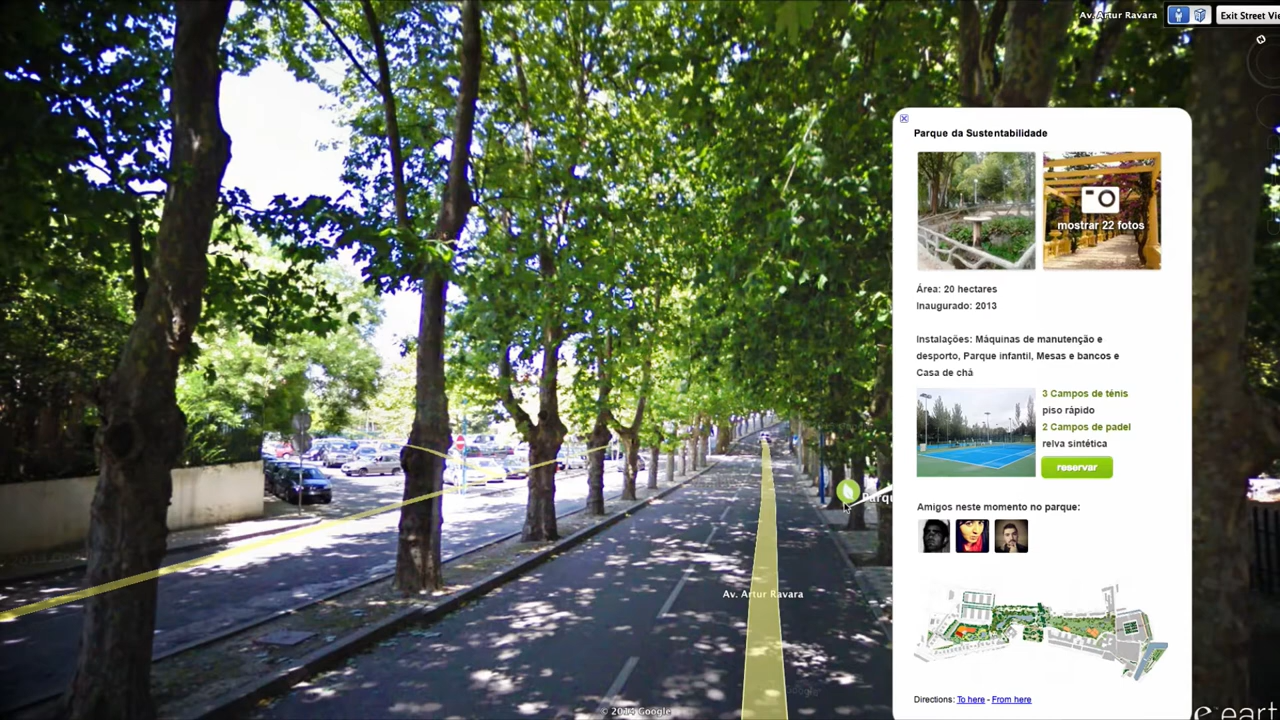 Av. Artur Ravara
Exit Street Vie
Parque da Sustentabilidade
mostrar 22 fotos
Área: 20 hectares
Inaugurado: 2013
Instalações: Máquinas de manutenção e
desporto, Parque infantil, Mesas e bancos e
Casa de chá
3 Campos de ténis
piso rápido
2 Campos de padel
relva sintética
reservar
Parqu
Amigos neste momento no parque:
Av. Artur Ravara
Directions: To here - From here
Google
© 2014 Google
eart